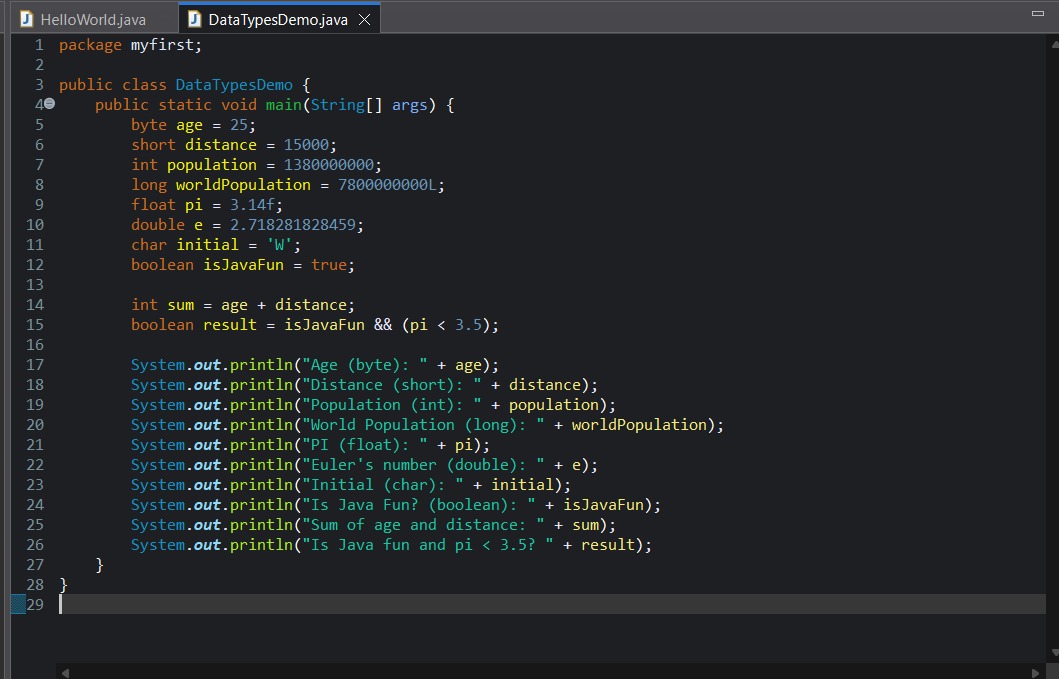 HelloWorld.java DataTypesDemo.java
1 package myfirst;
2
3 public class DataTypesDemo {
4     public static void main(String[] args) {
5         byte age = 25;
6         short distance = 15000;
7         int population = 1380000000;
8         long worldPopulation = 7800000000L;
9         float pi = 3.14f;
10         double e = 2.718281828459;
11         char initial = 'W';
12         boolean isJavaFun = true;
13
14         int sum = age + distance;
15         boolean result = isJavaFun && (pi < 3.5);
16
17         System.out.println("Age (byte): " + age);
18         System.out.println("Distance (short): " + distance);
19         System.out.println("Population (int): " + population);
20         System.out.println("World Population (long): " + worldPopulation);
21         System.out.println("PI (float): " + pi);
22         System.out.println("Euler's number (double): " + e);
23         System.out.println("Initial (char): " + initial);
24         System.out.println("Is Java Fun? (boolean): " + isJavaFun);
25         System.out.println("Sum of age and distance: " + sum);
26         System.out.println("Is Java fun and pi < 3.5? " + result);
27     }
28 }
29